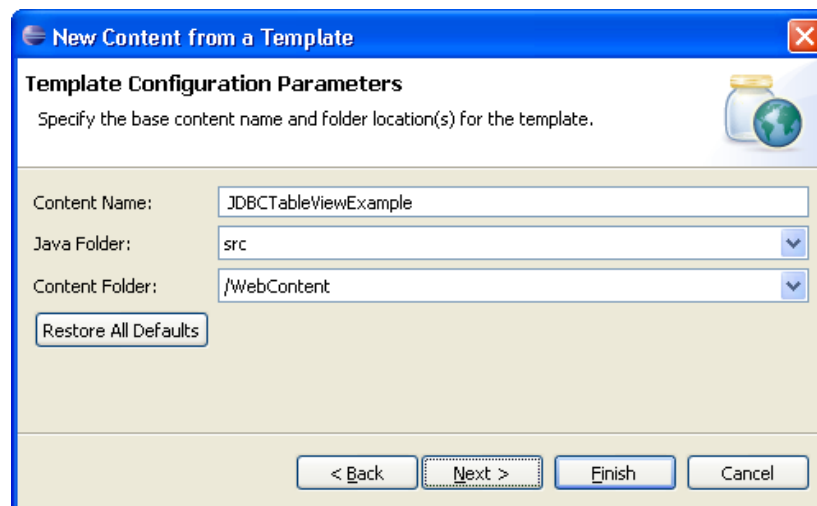 New Content from a Template
Template Configuration Parameters
Specify the base content name and folder location(s) for the template.
Content Name: JDBCTableViewExample
Java Folder: src
Content Folder: /WebContent
Restore All Defaults
< Back Next > Finish Cancel